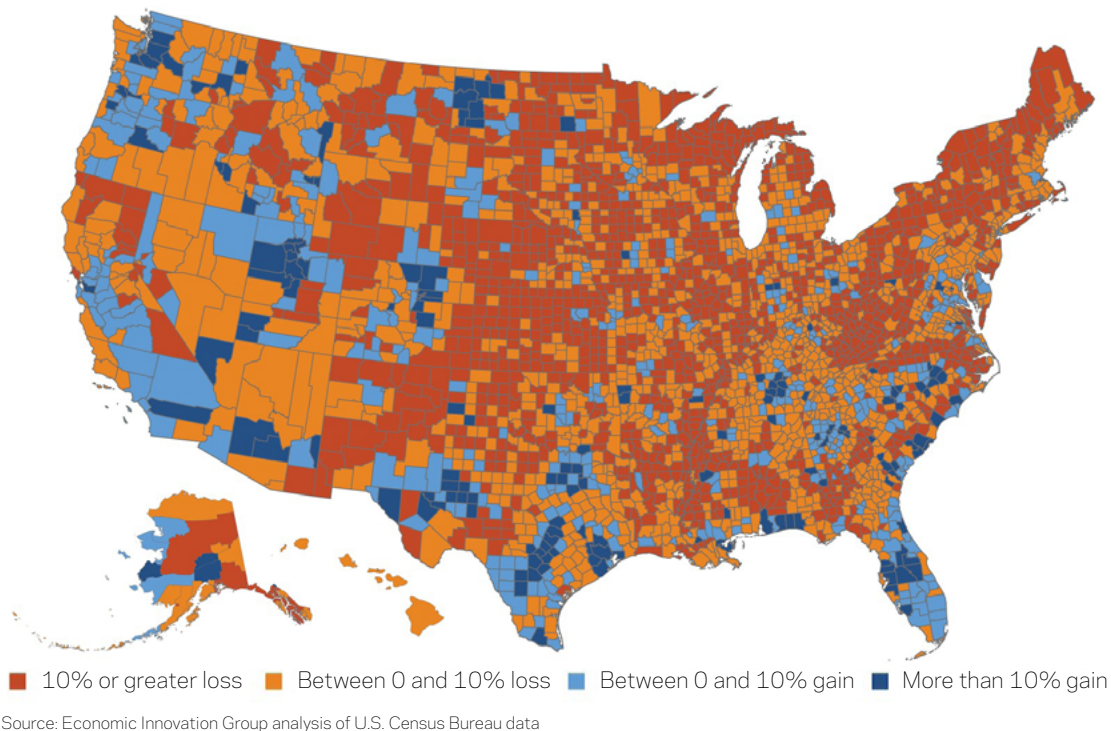 10% or greater loss Between 0 and 10% loss Between 0 and 10% gain More than 10% gain
Source: Economic Innovation Group analysis of U.S. Census Bureau data